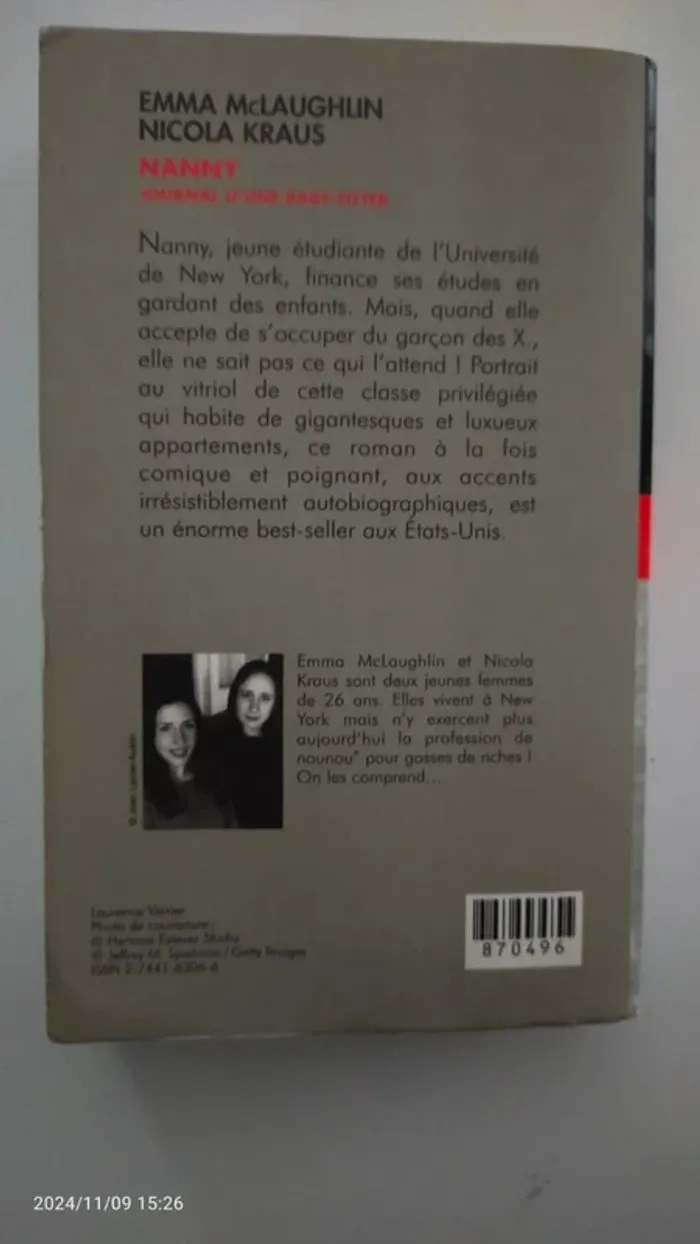 EMMA McLAUGHLIN
NICOLA KRAUS
NANNY
JOURNAL D'UNE BABY-SITTER
Nanny, jeune étudiante de l'Université
de New York, finance ses études en
gardant des enfants. Mais, quand elle
accepte de s'occuper du garçon des X.,
elle ne sait pas ce qui l'attend ! Portrait
au vitriol de cette classe privilégiée
qui habite de gigantesques et luxueux
appartements, ce roman à la fois
comique et poignant, aux accents
irrésistiblement autobiographiques, est
un énorme best-seller aux États-Unis.
Emma McLaughlin et Nicola
Kraus sont deux jeunes femmes
de 26 ans. Elles vivent à New
York mais n'y exercent plus
aujourd'hui la profession de
nounou" pour gosses de riches !
On les comprend...
Photo de couverture :
© Jeffrey M. / Getty Images
ISBN 2-7441-6306-6
870496
2024/11/09 15:26